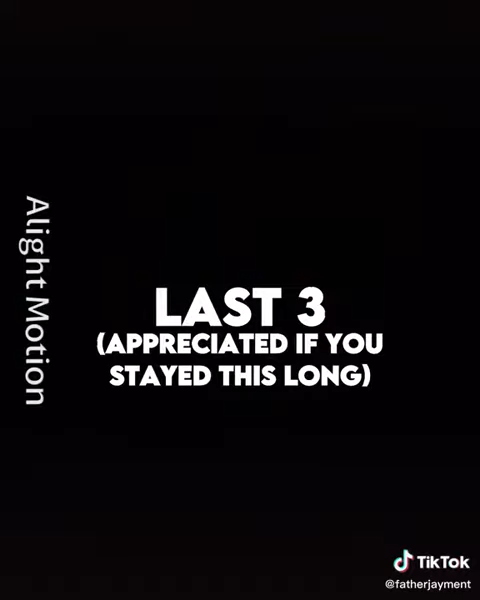 Alight Motion
LAST 3
(APPRECIATED IF YOU
STAYED THIS LONG)
TikTok
@fatherjayment